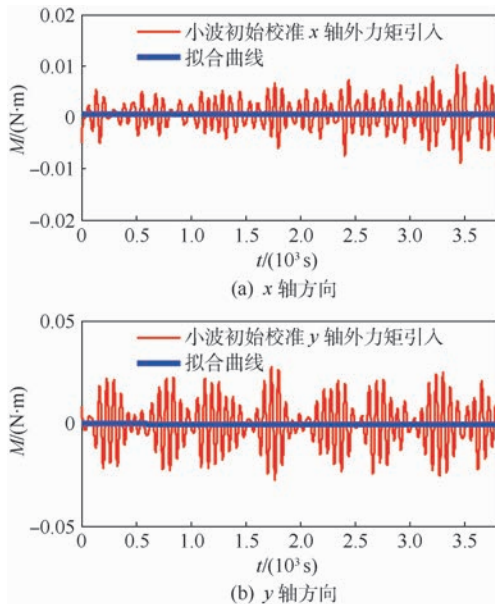 0.02
小波初始校准 x 轴外力矩引入
拟合曲线
0.01
0
−0.01
−0.02
M/(N·m)
0 0.5 1.0 1.5 2.0 2.5 3.0 3.5
t/(10³ s)
(a) x 轴方向
0.05
小波初始校准 y 轴外力矩引入
拟合曲线
0
−0.05
M/(N·m)
0 0.5 1.0 1.5 2.0 2.5 3.0 3.5
t/(10³ s)
(b) y 轴方向